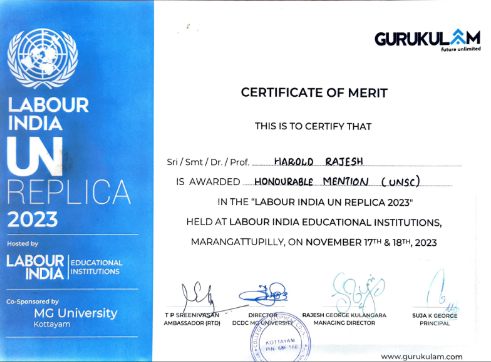 GURUKULAM
future unlimited
LABOUR
INDIA
UN
REPLICA
2023
Hosted by
LABOUR INDIA EDUCATIONAL INSTITUTIONS
Co-Sponsored by
MG University
Kottayam
CERTIFICATE OF MERIT
THIS IS TO CERTIFY THAT
Sri / Smt / Dr. / Prof. HAROLD RAJESH
IS AWARDED HONOURABLE MENTION (UNSC)
IN THE "LABOUR INDIA UN REPLICA 2023"
HELD AT LABOUR INDIA EDUCATIONAL INSTITUTIONS,
MARANGATTUPILLY, ON NOVEMBER 17TH & 18TH, 2023
T P SREENIVASAN
AMBASSADOR (RTD)
DIRECTOR
DCDC MG UNIVERSITY
RAJESH GEORGE KULANGARA
MANAGING DIRECTOR
SUJA K GEORGE
PRINCIPAL
KOTTAYAM
www.gurukulam.com